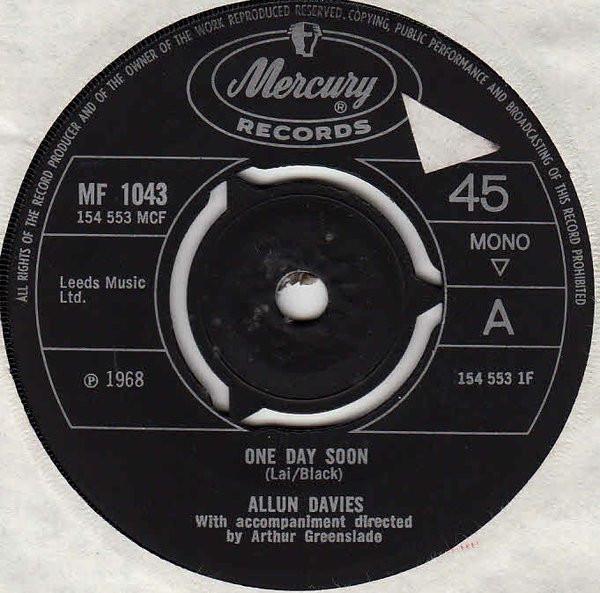 ALL RIGHTS OF THE RECORD PRODUCER AND OF THE OWNER OF THE WORK REPRODUCED RESERVED. COPYING, PUBLIC PERFORMANCE AND BROADCASTING OF THIS RECORD PROHIBITED
Mercury ®
RECORDS
MF 1043
154 553 MCF
45
MONO
Leeds Music
Ltd.
A
℗ 1968
154 553 1F
ONE DAY SOON
(Lai/Black)
ALLUN DAVIES
With accompaniment directed
by Arthur Greenslade